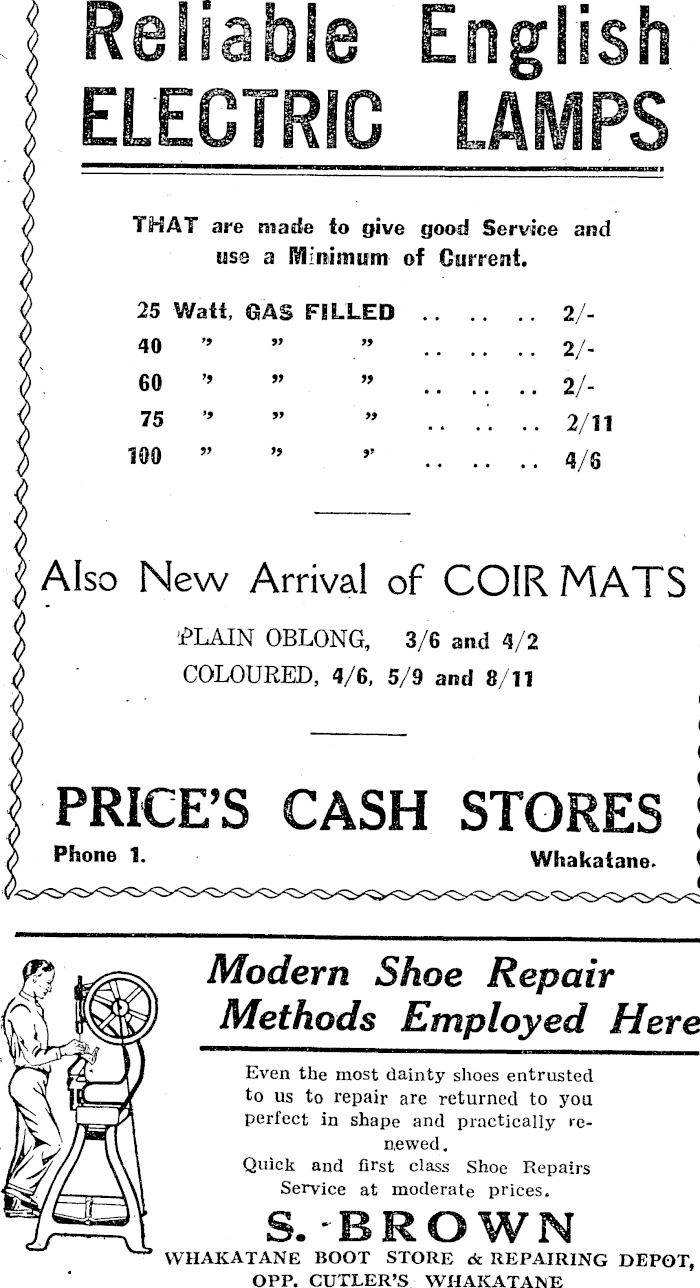 Reliable English
ELECTRIC LAMPS
THAT are made to give good Service and
use a Minimum of Current.
25 Watt, GAS FILLED .. .. .. 2/-
40 ” ” ” .. .. .. 2/-
60 ” ” ” .. .. .. 2/-
75 ” ” ” .. .. .. 2/11
100 ” ” ” .. .. .. 4/6
Also New Arrival of COIR MATS
PLAIN OBLONG, 3/6 and 4/2
COLOURED, 4/6, 5/9 and 8/11
PRICE'S CASH STORES
Phone 1. Whakatane.
Modern Shoe Repair
Methods Employed Here
Even the most dainty shoes entrusted
to us to repair are returned to you
perfect in shape and practically re-
newed.
Quick and first class Shoe Repairs
Service at moderate prices.
S. BROWN
WHAKATANE BOOT STORE & REPAIRING DEPOT,
OPP. CUTLER'S WHAKATANE